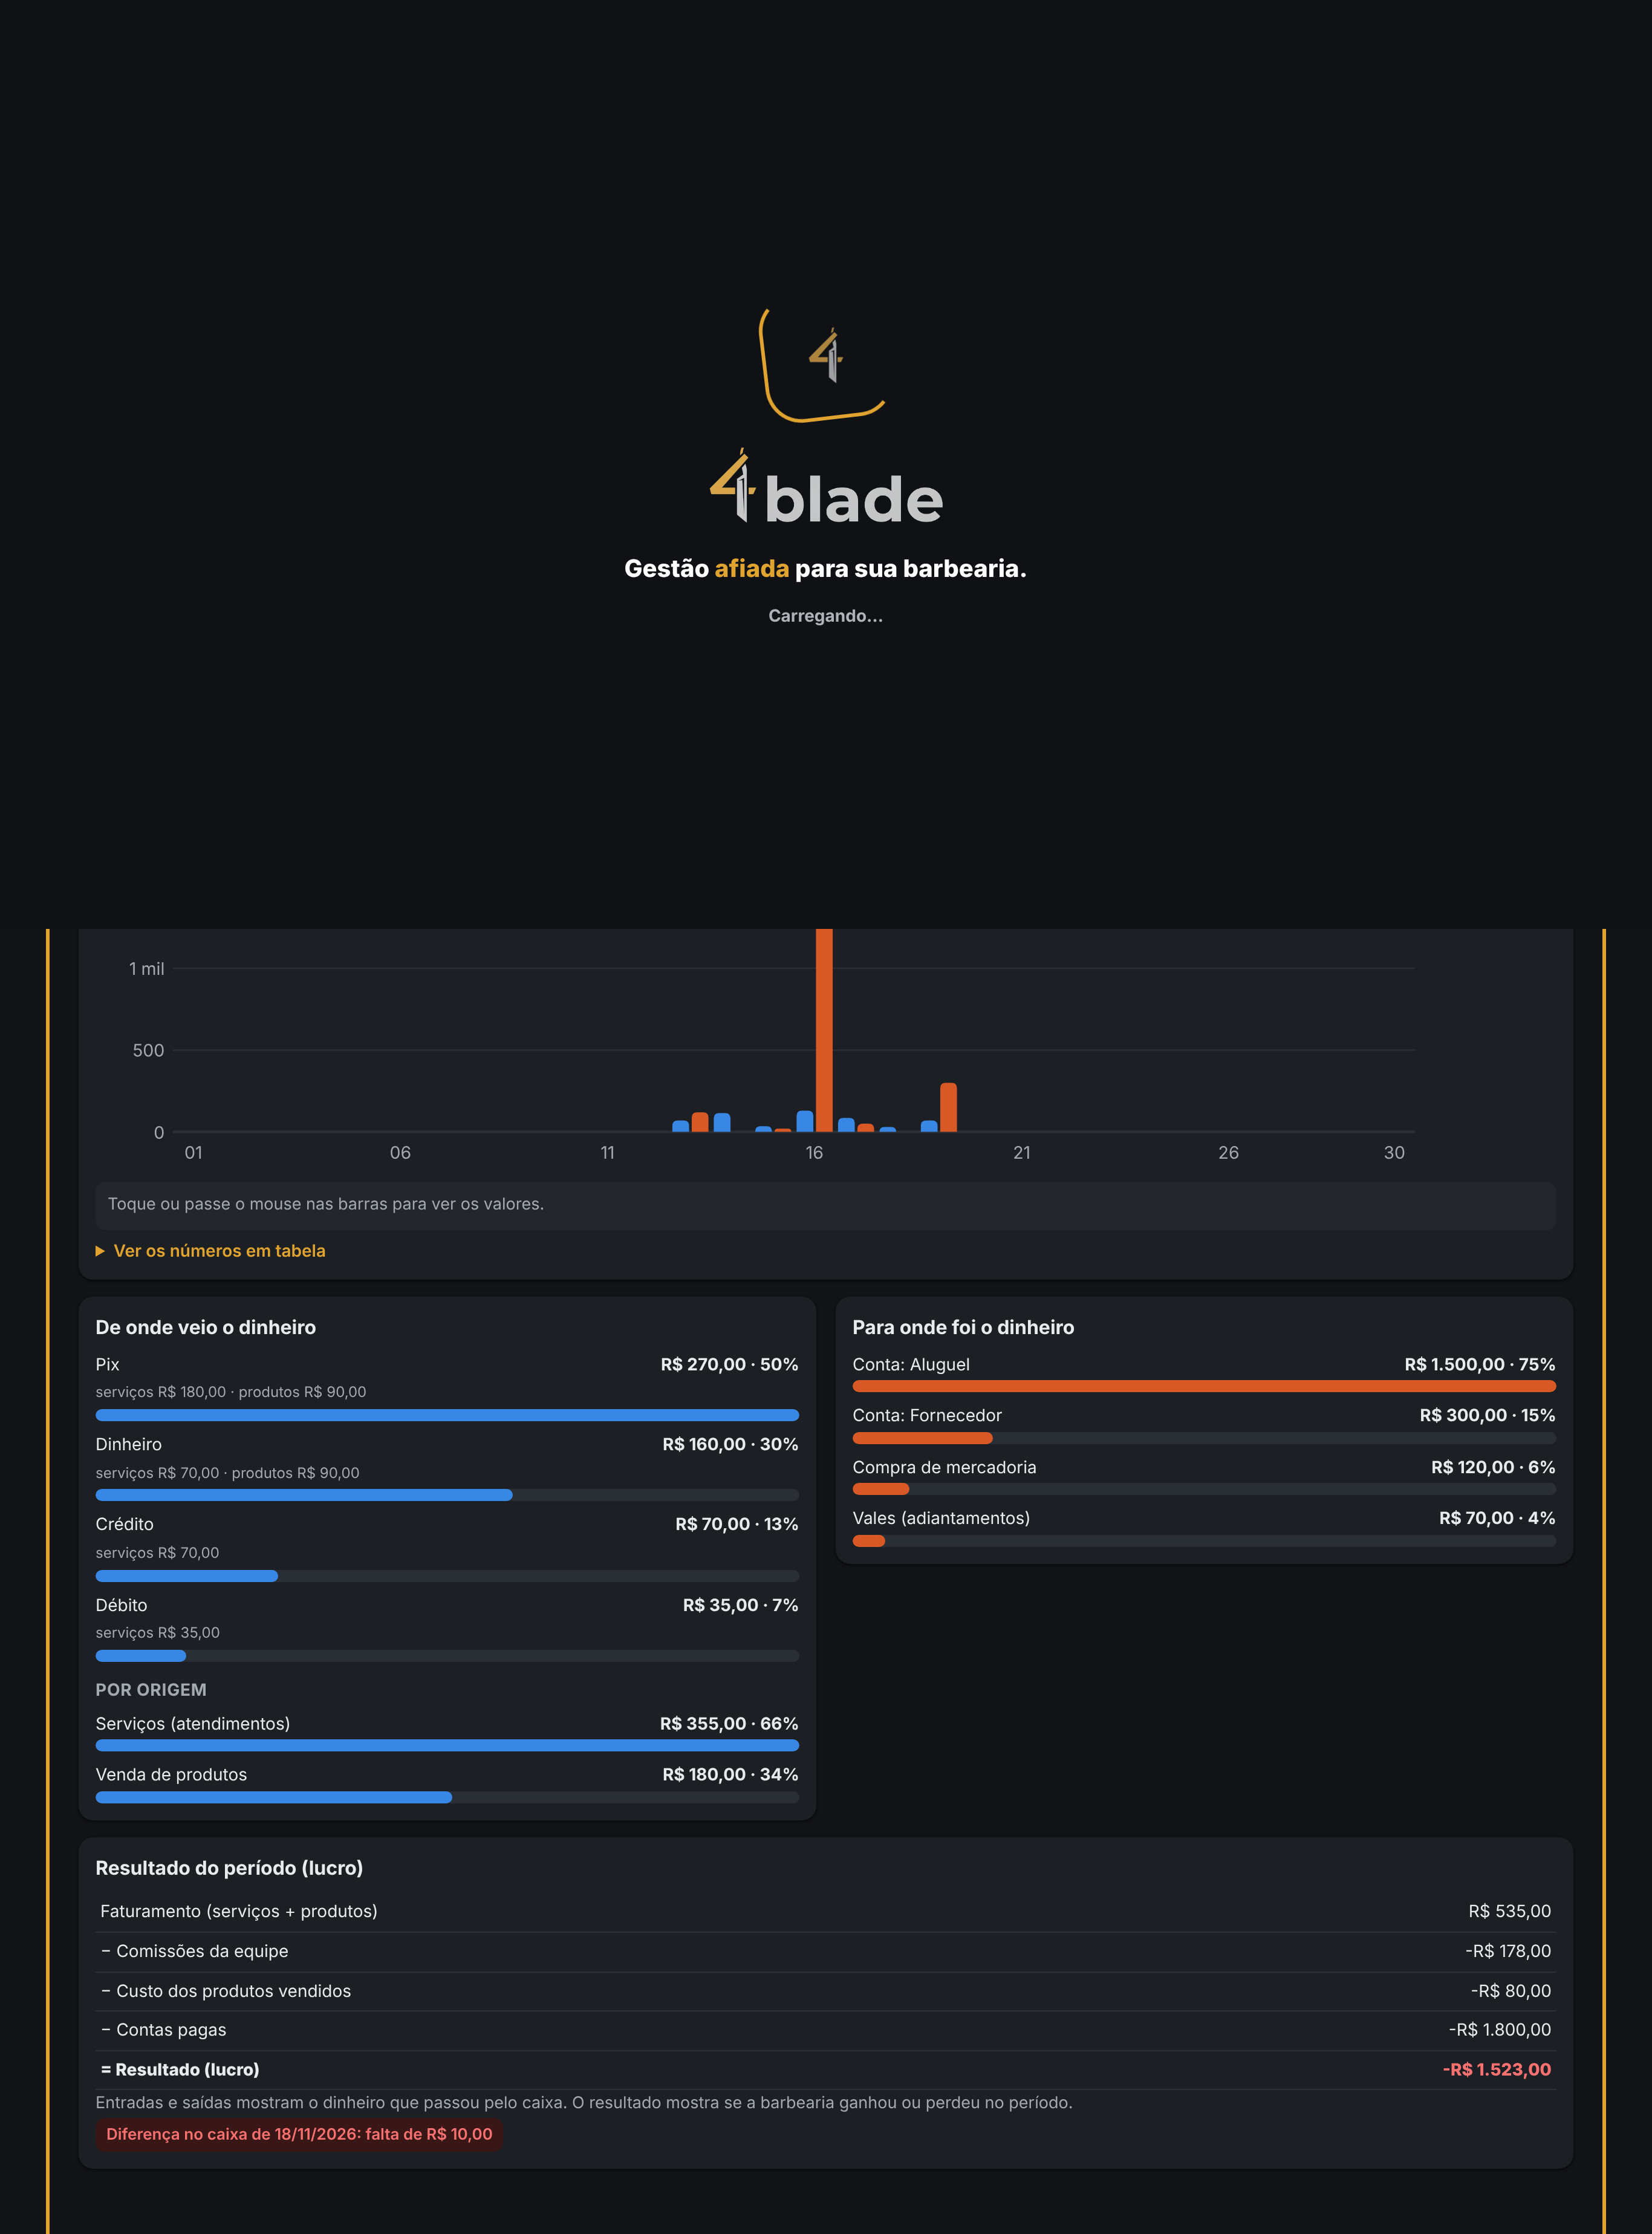 4
4blade
Gestão afiada para sua barbearia.
Carregando...
1 mil
500
0
01 06 11 16 21 26 30
Toque ou passe o mouse nas barras para ver os valores.
Ver os números em tabela
De onde veio o dinheiro
Pix R$ 270,00 · 50%
serviços R$ 180,00 · produtos R$ 90,00
Dinheiro R$ 160,00 · 30%
serviços R$ 70,00 · produtos R$ 90,00
Crédito R$ 70,00 · 13%
serviços R$ 70,00
Débito R$ 35,00 · 7%
serviços R$ 35,00
POR ORIGEM
Serviços (atendimentos) R$ 355,00 · 66%
Venda de produtos R$ 180,00 · 34%
Para onde foi o dinheiro
Conta: Aluguel R$ 1.500,00 · 75%
Conta: Fornecedor R$ 300,00 · 15%
Compra de mercadoria R$ 120,00 · 6%
Vales (adiantamentos) R$ 70,00 · 4%
Resultado do período (lucro)
Faturamento (serviços + produtos) R$ 535,00
− Comissões da equipe -R$ 178,00
− Custo dos produtos vendidos -R$ 80,00
− Contas pagas -R$ 1.800,00
= Resultado (lucro) -R$ 1.523,00
Entradas e saídas mostram o dinheiro que passou pelo caixa. O resultado mostra se a barbearia ganhou ou perdeu no período.
Diferença no caixa de 18/11/2026: falta de R$ 10,00